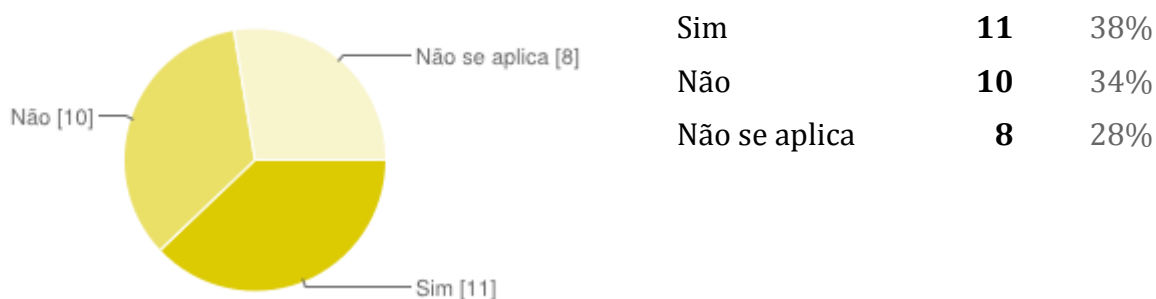 Não se aplica [8]
Não [10]
Sim [11]
Sim 11 38%
Não 10 34%
Não se aplica 8 28%